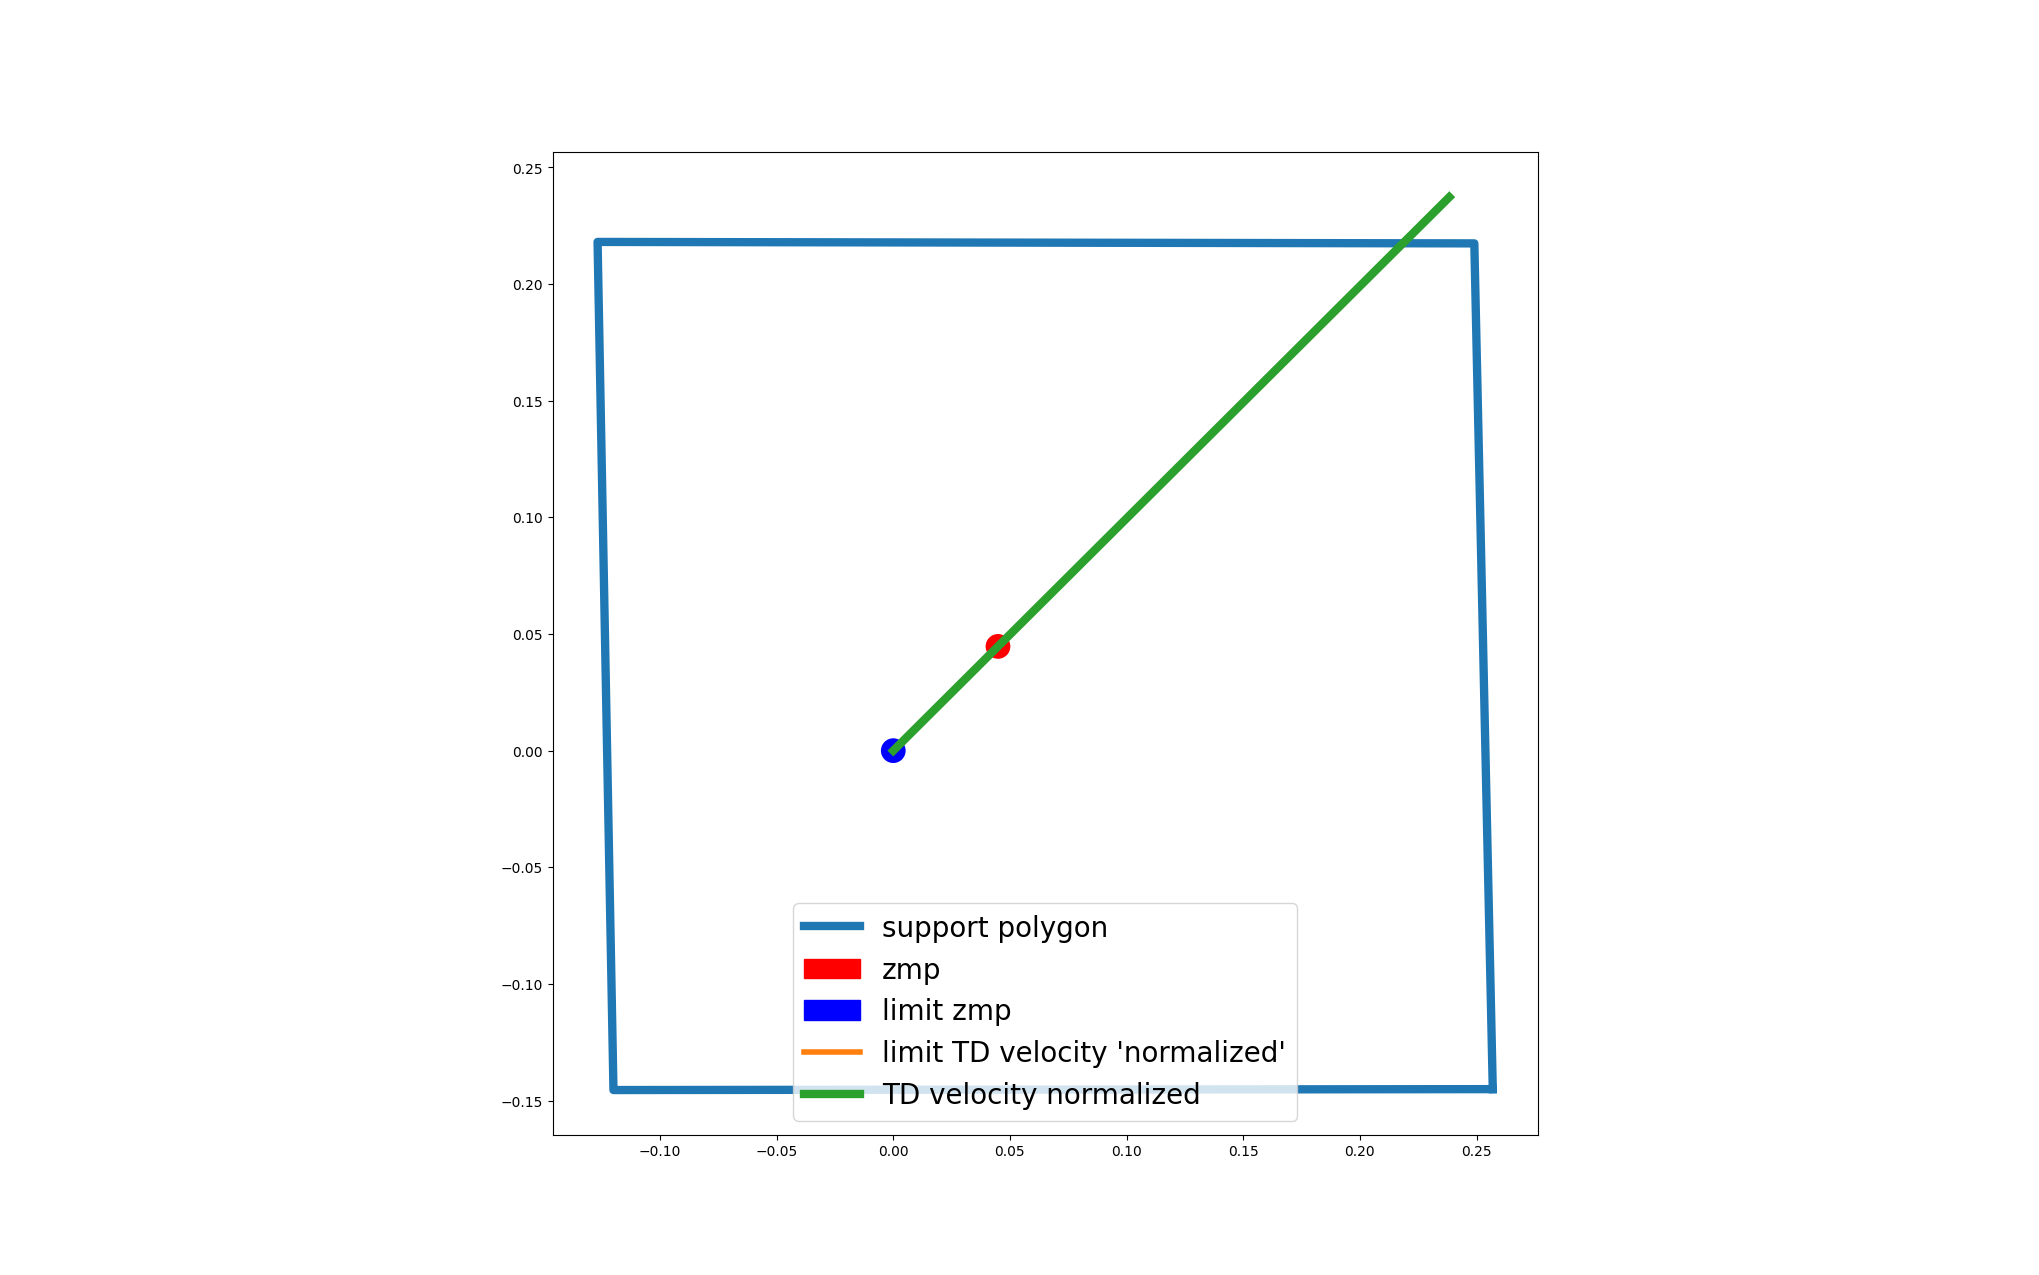 0.25
0.20
0.15
0.10
0.05
0.00
−0.05
−0.10
−0.15
support polygon
zmp
limit zmp
limit TD velocity 'normalized'
TD velocity normalized
−0.10 −0.05 0.00 0.05 0.10 0.15 0.20 0.25